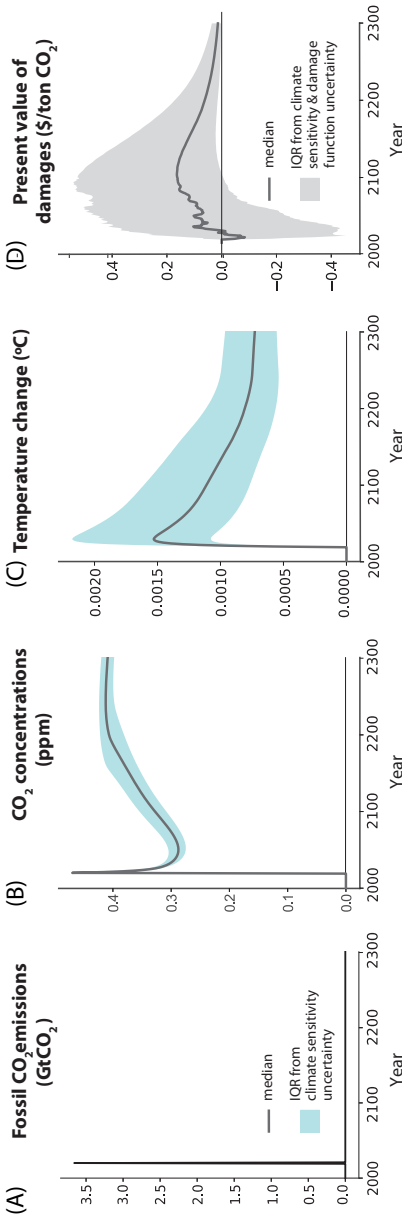 (A) Fossil CO2emissions
(GtCO2)
3.5
3.0
2.5
2.0
1.5
1.0
0.5
0.0
median
IQR from
climate sensitivity
uncertainty
2000 2100 2200 2300
Year
(B) CO2 concentrations
(ppm)
0.4
0.3
0.2
0.1
0.0
2000 2100 2200 2300
Year
(C) Temperature change (ºC)
0.0020
0.0015
0.0010
0.0005
0.0000
2000 2100 2200 2300
Year
(D) Present value of
damages ($/ton CO2)
0.4
0.2
0.0
−0.2
−0.4
median
IQR from climate
sensitivity & damage
function uncertainty
2000 2100 2200 2300
Year